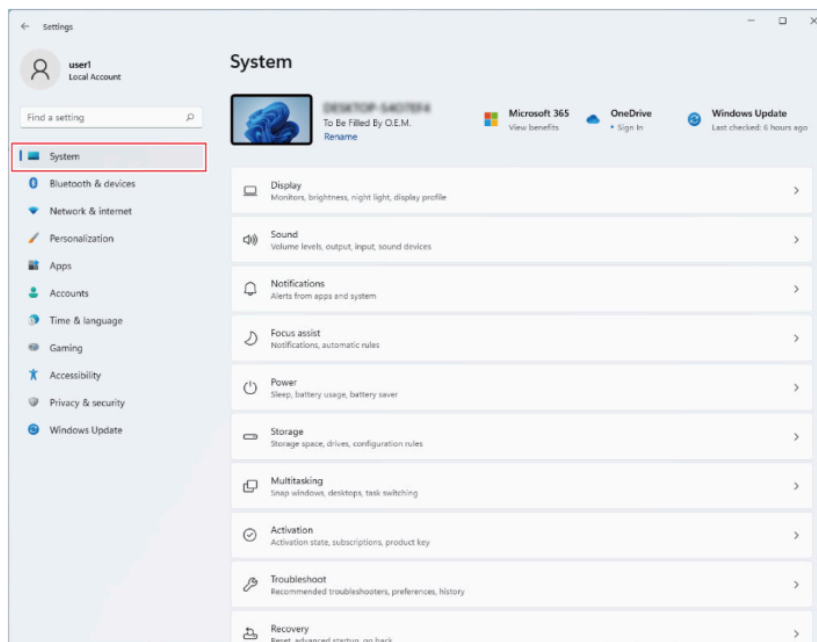 Settings
user1
Local Account
Find a setting
System
Bluetooth & devices
Network & internet
Personalization
Apps
Accounts
Time & language
Gaming
Accessibility
Privacy & security
Windows Update
System
To Be Filled By O.E.M.
Rename
Microsoft 365
View benefits
OneDrive
• Sign In
Windows Update
Last checked: 6 hours ago
Display
Monitors, brightness, night light, display profile
Sound
Volume levels, output, input, sound devices
Notifications
Alerts from apps and system
Focus assist
Notifications, automatic rules
Power
Sleep, battery usage, battery saver
Storage
Storage space, drives, configuration rules
Multitasking
Snap windows, desktops, task switching
Activation
Activation state, subscriptions, product key
Troubleshoot
Recommended troubleshooters, preferences, history
Recovery
Reset, advanced startup, go back